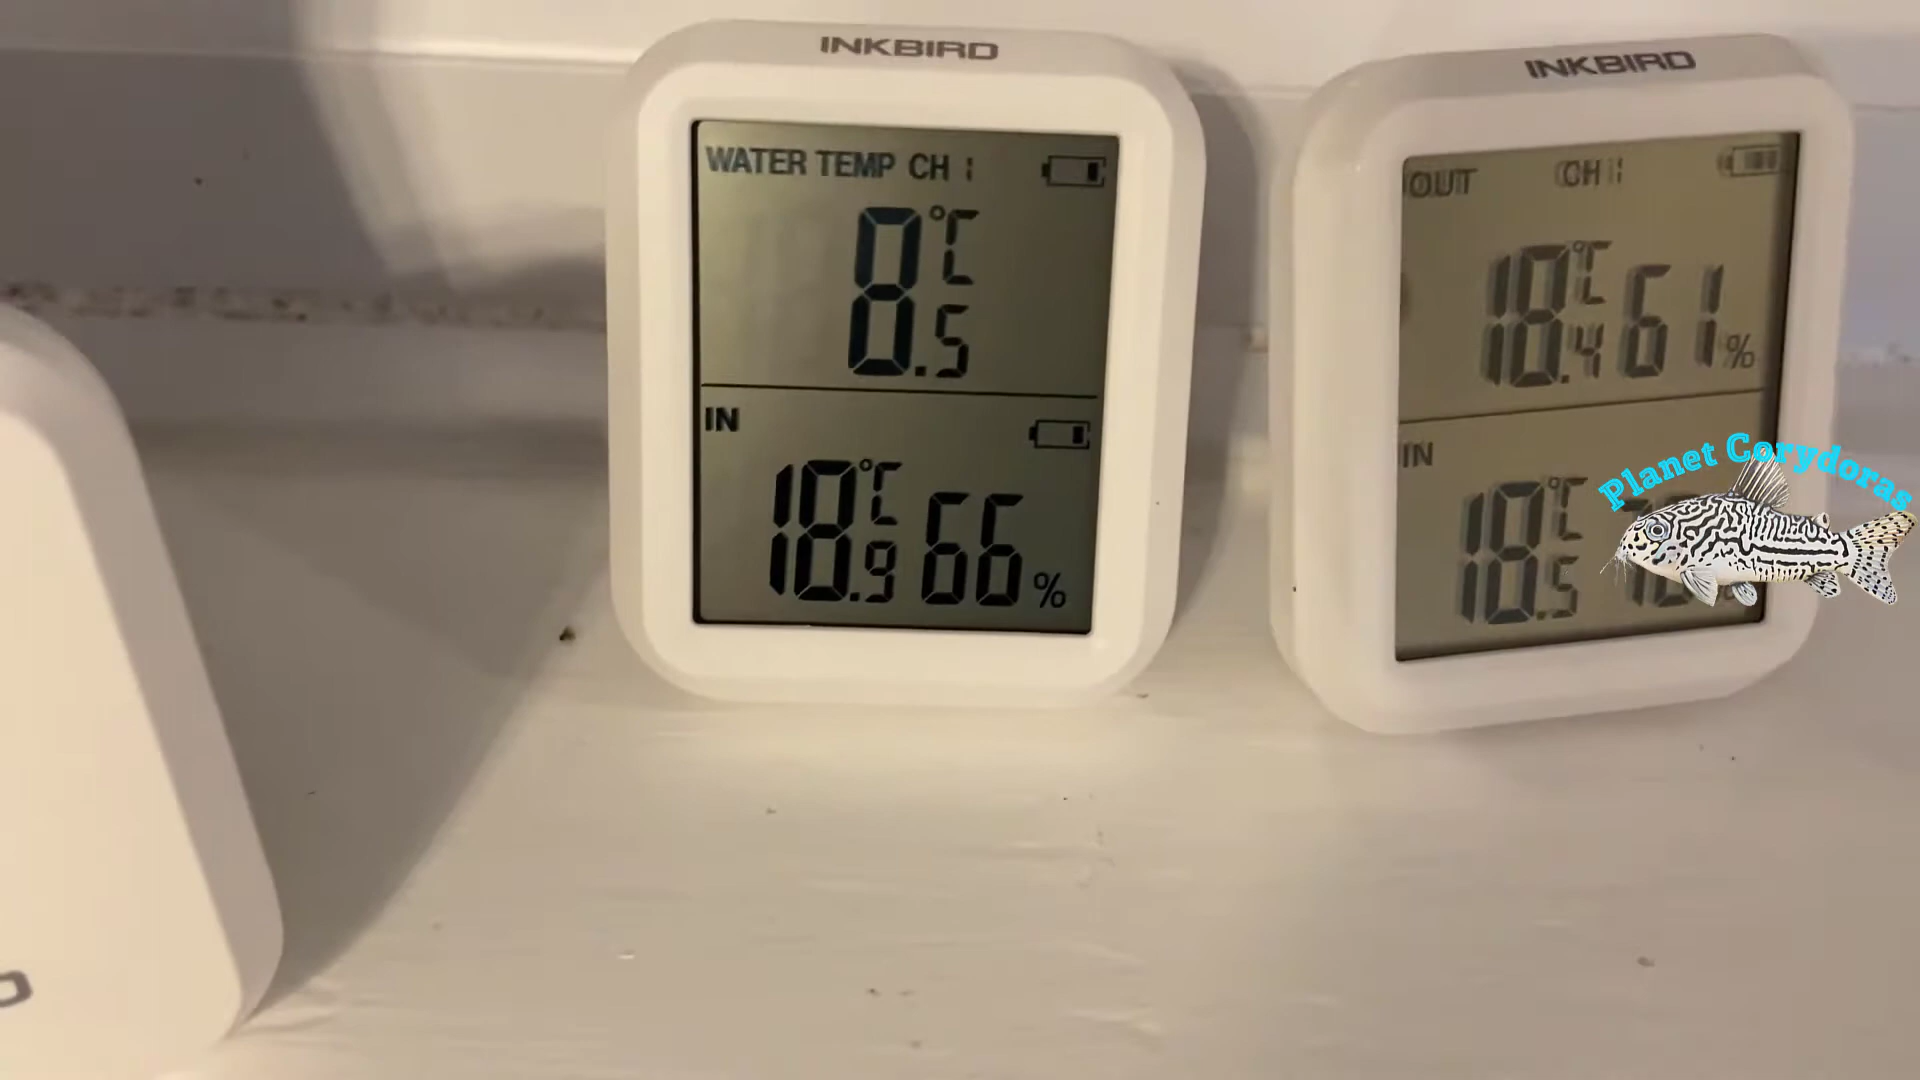 INKBIRD
WATER TEMP CH 1
8.5 °C
IN
18.9 °C 66 %
INKBIRD
OUT CH 1
18.4 °C 61 %
IN
18.5 °C
Planet Corydoras